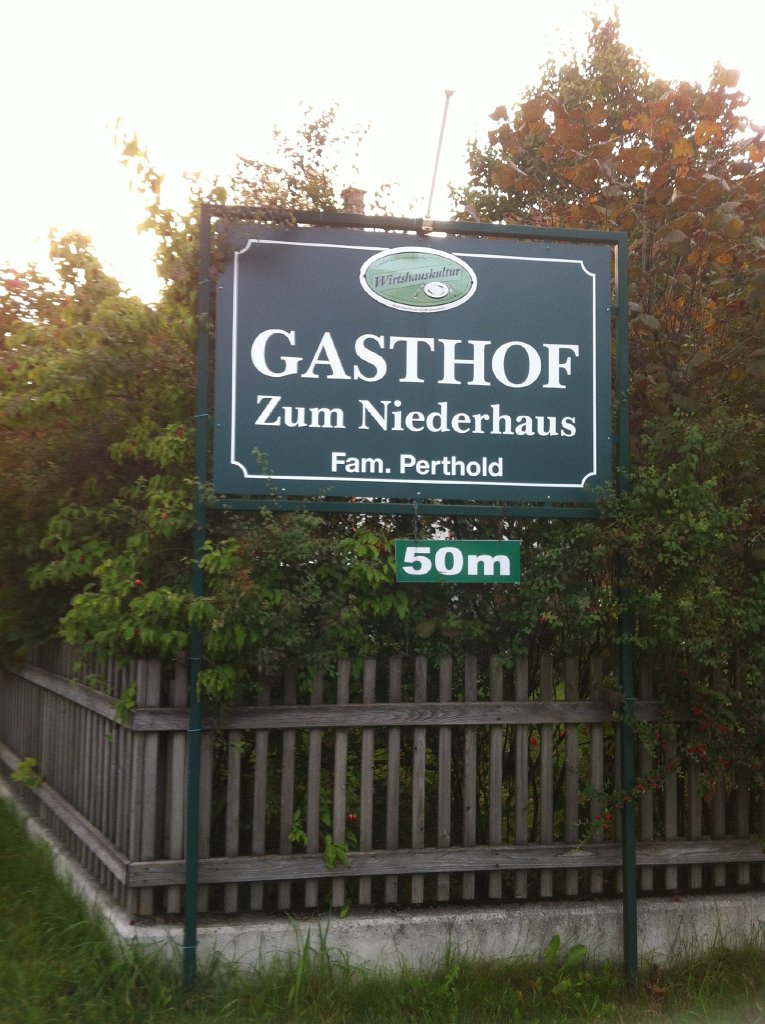 Wirtshauskultur
GASTHOF
Zum Niederhaus
Fam. Perthold
50m